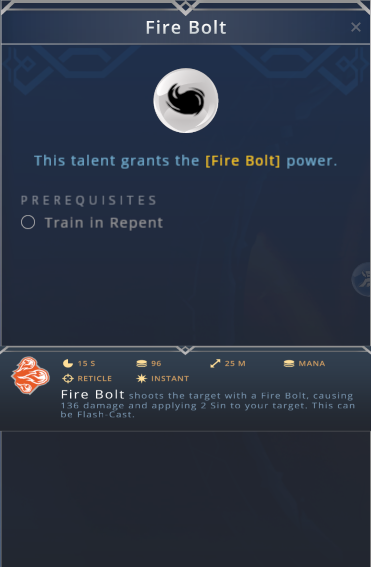 Fire Bolt
This talent grants the [Fire Bolt] power.
PREREQUISITES
Train in Repent
15 S 96 25 M MANA
RETICLE INSTANT
Fire Bolt shoots the target with a Fire Bolt, causing
136 damage and applying 2 Sin to your target. This can
be Flash-Cast.